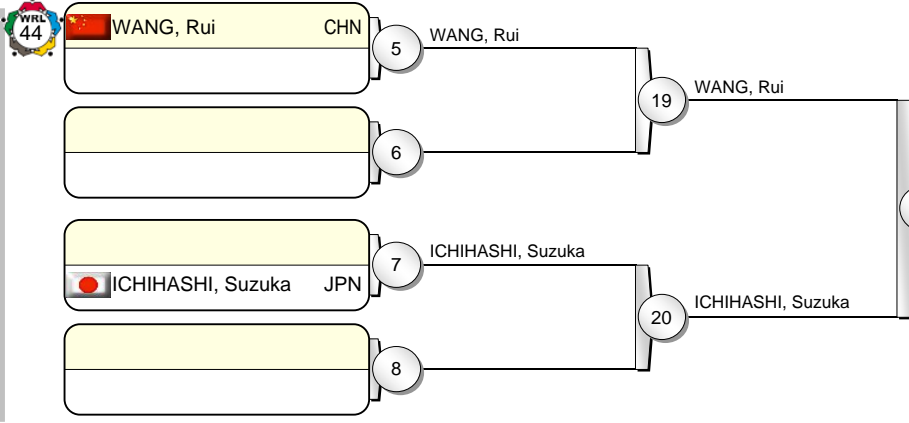 WRL
44
WANG, Rui CHN
5
WANG, Rui
19
WANG, Rui
6
7
ICHIHASHI, Suzuka
ICHIHASHI, Suzuka JPN
20
ICHIHASHI, Suzuka
8